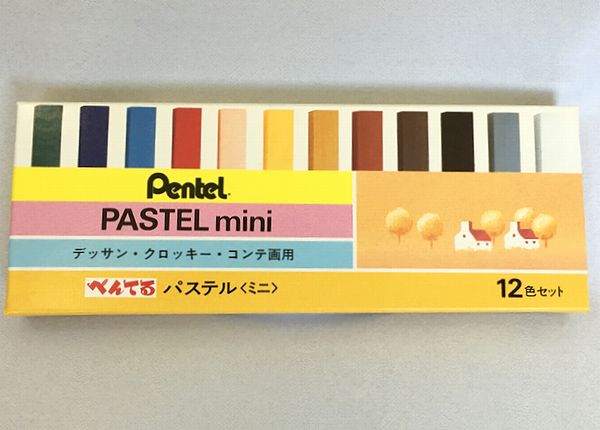 Pentel
PASTEL mini
デッサン・クロッキー・コンテ画用
ぺんてる パステル〈ミニ〉 12色セット